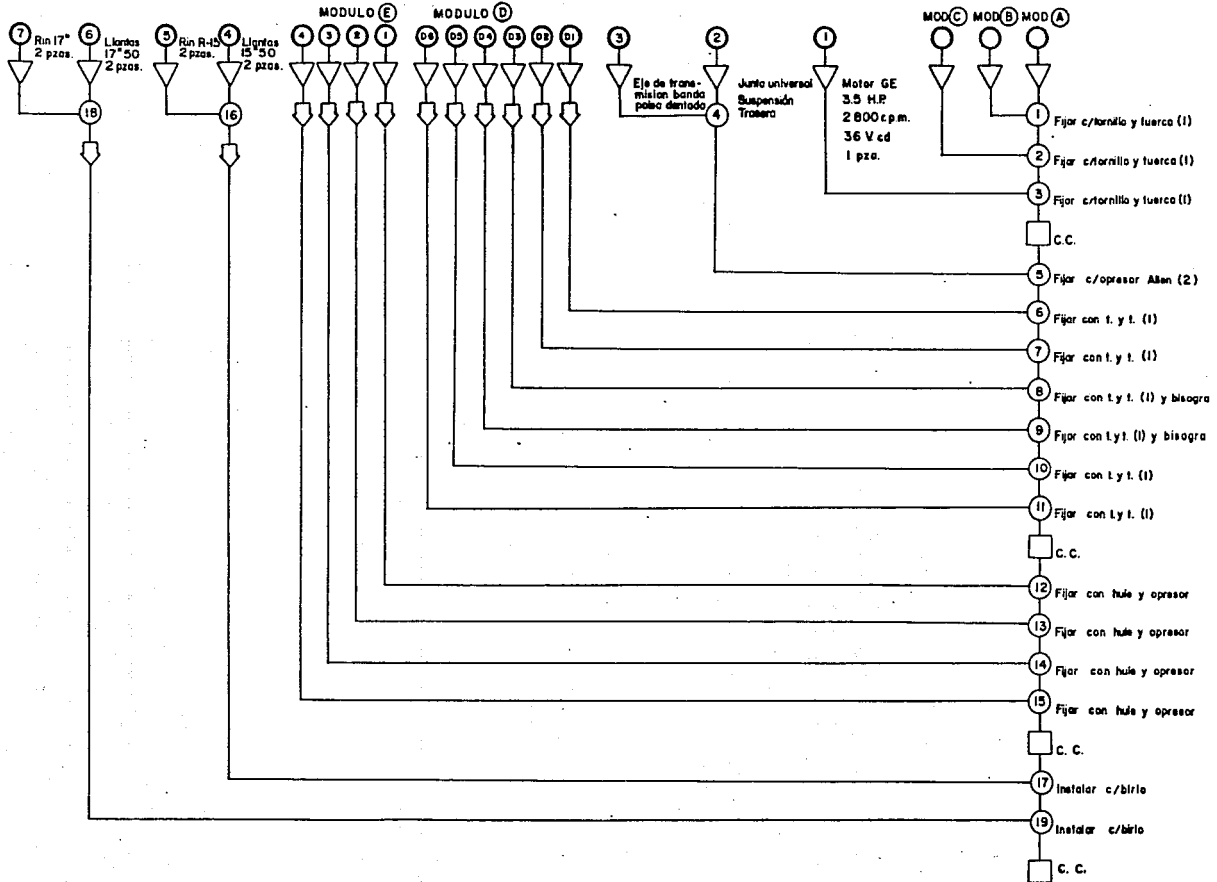 MODULO E
MODULO D
MOD C MOD B MOD A
7
6
5
4
4
3
2
1
D6
D5
D4
D3
D2
D1
3
2
1
Rin 17"
2 pzas.
Llantas
17" 50
2 pzas.
Rin R-15
2 pzas.
Llantas
15" 50
2 pzas.
Eje de trans-
mision banda
polea dentada
Junta universal
Suspensión
Trasera
Motor GE
3.5 H.P.
2 800 c.p.m.
36 V cd
1 pza.
18
16
4
1 Fijar c/tornillo y tuerca (1)
2 Fijar c/tornillo y tuerca (1)
3 Fijar c/tornillo y tuerca (1)
C.C.
5 Fijar c/opresor Allen (2)
6 Fijar con t. y t. (1)
7 Fijar con t. y t. (1)
8 Fijar con t. y t. (1) y bisagra
9 Fijar con t. y t. (1) y bisagra
10 Fijar con t. y t. (1)
11 Fijar con t. y t. (1)
C.C.
12 Fijar con hule y opresor
13 Fijar con hule y opresor
14 Fijar con hule y opresor
15 Fijar con hule y opresor
C. C.
17 Instalar c/birlo
19 Instalar c/birlo
C. C.